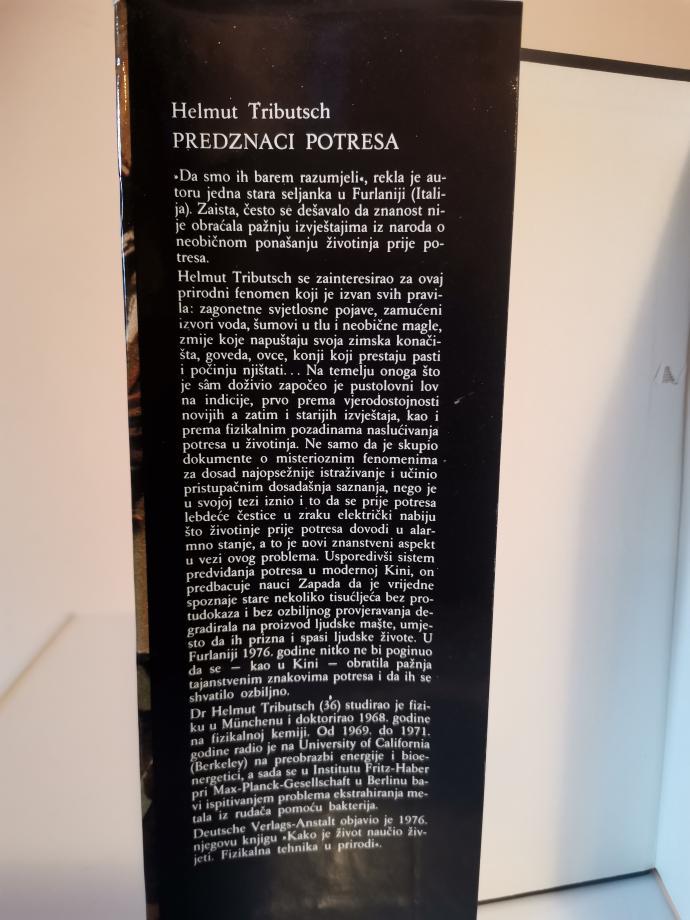 Helmut Tributsch
PREDZNACI POTRESA
»Da smo ih barem razumjeli«, rekla je au-
toru jedna stara seljanka u Furlaniji (Itali-
ja). Zaista, često se dešavalo da znanost ni-
je obraćala pažnju izvještajima iz naroda o
neobičnom ponašanju životinja prije po-
tresa.
Helmut Tributsch se zainteresirao za ovaj
prirodni fenomen koji je izvan svih pravi-
la: zagonetne svjetlosne pojave, zamućeni
izvori voda, šumovi u tlu i neobične magle,
zmije koje napuštaju svoja zimska konači-
šta, goveda, ovce, konji koji prestaju pasti
i počinju njištati... Na temelju onoga što
je sâm doživio započeo je pustolovni lov
na indicije, prvo prema vjerodostojnosti
novijih a zatim i starijih izvještaja, kao i
prema fizikalnim pozadinama naslućivanja
potresa u životinja. Ne samo da je skupio
dokumente o misterioznim fenomenima
za dosad najopsežnije istraživanje i učinio
pristupačnim dosadašnja saznanja, nego je
u svojoj tezi iznio i to da se prije potresa
lebdeće čestice u zraku električki nabiju
što životinje prije potresa dovodi u alar-
mno stanje, a to je novi znanstveni aspekt
u vezi ovog problema. Usporedivši sistem
predviđanja potresa u modernoj Kini, on
predbacuje nauci Zapada da je vrijedne
spoznaje stare nekoliko tisućljeća bez pro-
tudokaza i bez ozbiljnog provjeravanja de-
gradirala na proizvod ljudske mašte, umje-
sto da ih prizna i spasi ljudske živote. U
Furlaniji 1976. godine nitko ne bi poginuo
da se — kao u Kini — obratila pažnja
tajanstvenim znakovima potresa i da ih se
shvatilo ozbiljno.
Dr Helmut Tributsch (36) studirao je fizi-
ku u Münchenu i doktorirao 1968. godine
na fizikalnoj kemiji. Od 1969. do 1971.
godine radio je na University of California
(Berkeley) na preobrazbi energije i bioe-
nergetici, a sada se u Institutu Fritz-Haber
pri Max-Planck-Gesellschaft u Berlinu ba-
vi ispitivanjem problema ekstrahiranja me-
tala iz rudača pomoću bakterija.
Deutsche Verlags-Anstalt objavio je 1976.
njegovu knjigu »Kako je život naučio živ-
jeti. Fizikalna tehnika u prirodi«.